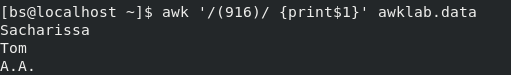 [bs@localhost ~]$ awk '/(916)/ {print$1}' awklab.data
Sacharissa
Tom
A.A.